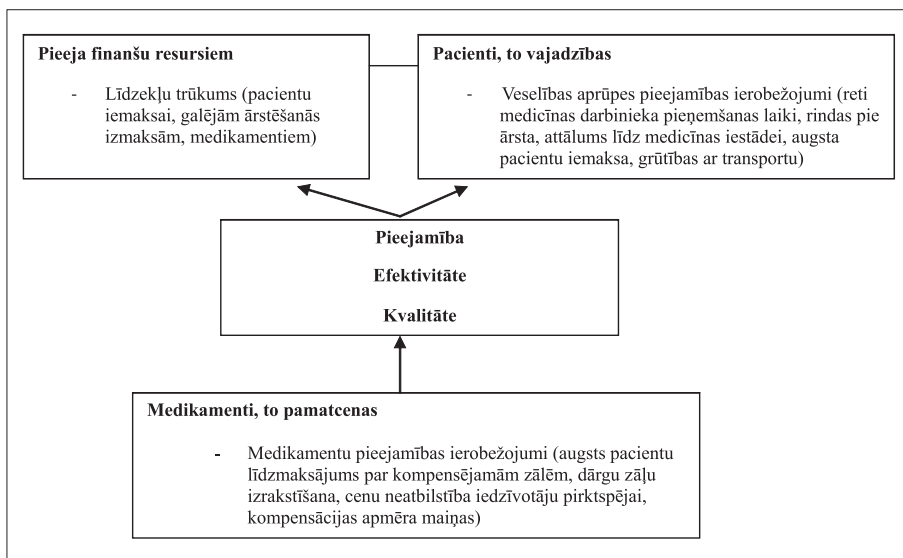 Pieeja finanšu resursiem
- Līdzekļu trūkums (pacientu
iemaksai, galējām ārstēšanās
izmaksām, medikamentiem)
Pacienti, to vajadzības
- Veselības aprūpes pieejamības ierobežojumi (reti
medicīnas darbinieka pieņemšanas laiki, rindas pie
ārsta, attālums līdz medicīnas iestādei, augsta
pacientu iemaksa, grūtības ar transportu)
Pieejamība
Efektivitāte
Kvalitāte
Medikamenti, to pamatcenas
- Medikamentu pieejamības ierobežojumi (augsts pacientu
līdzmaksājums par kompensējamām zālēm, dārgu zāļu
izrakstīšana, cenu neatbilstība iedzīvotāju pirktspējai,
kompensācijas apmēra maiņas)